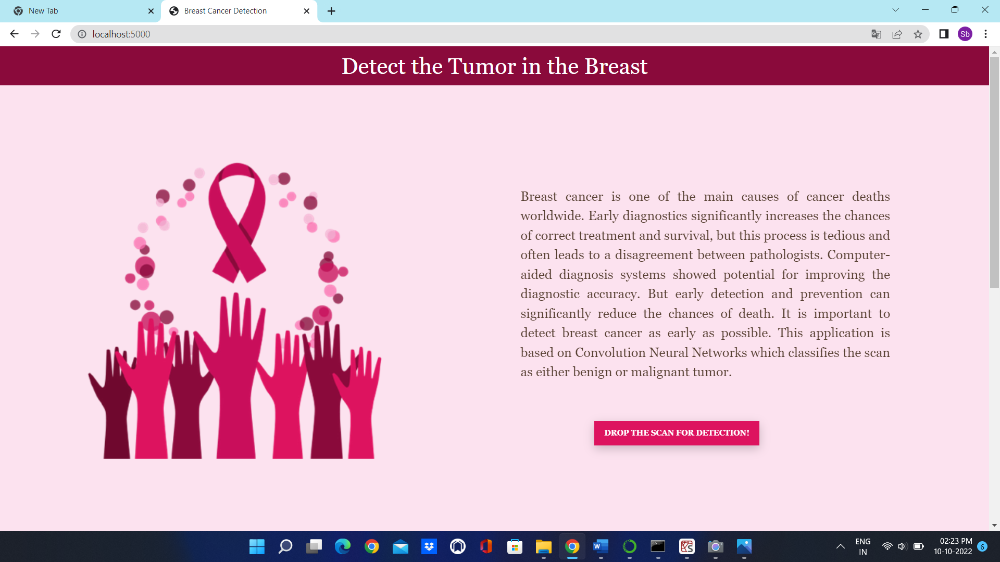 New Tab
Breast Cancer Detection
localhost:5000
Sb
Detect the Tumor in the Breast
Breast cancer is one of the main causes of cancer deaths
worldwide. Early diagnostics significantly increases the chances
of correct treatment and survival, but this process is tedious and
often leads to a disagreement between pathologists. Computer-
aided diagnosis systems showed potential for improving the
diagnostic accuracy. But early detection and prevention can
significantly reduce the chances of death. It is important to
detect breast cancer as early as possible. This application is
based on Convolution Neural Networks which classifies the scan
as either benign or malignant tumor.
DROP THE SCAN FOR DETECTION!
ENG
IN
02:23 PM
10-10-2022
6